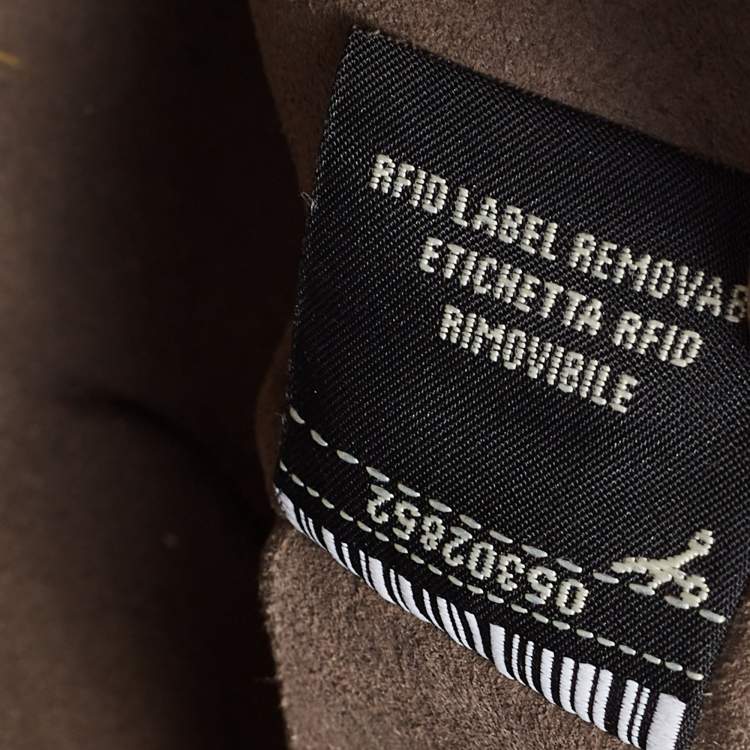 RFID LABEL REMOVAB
ETICHETTA RFID
RIMOVIBILE
05302852